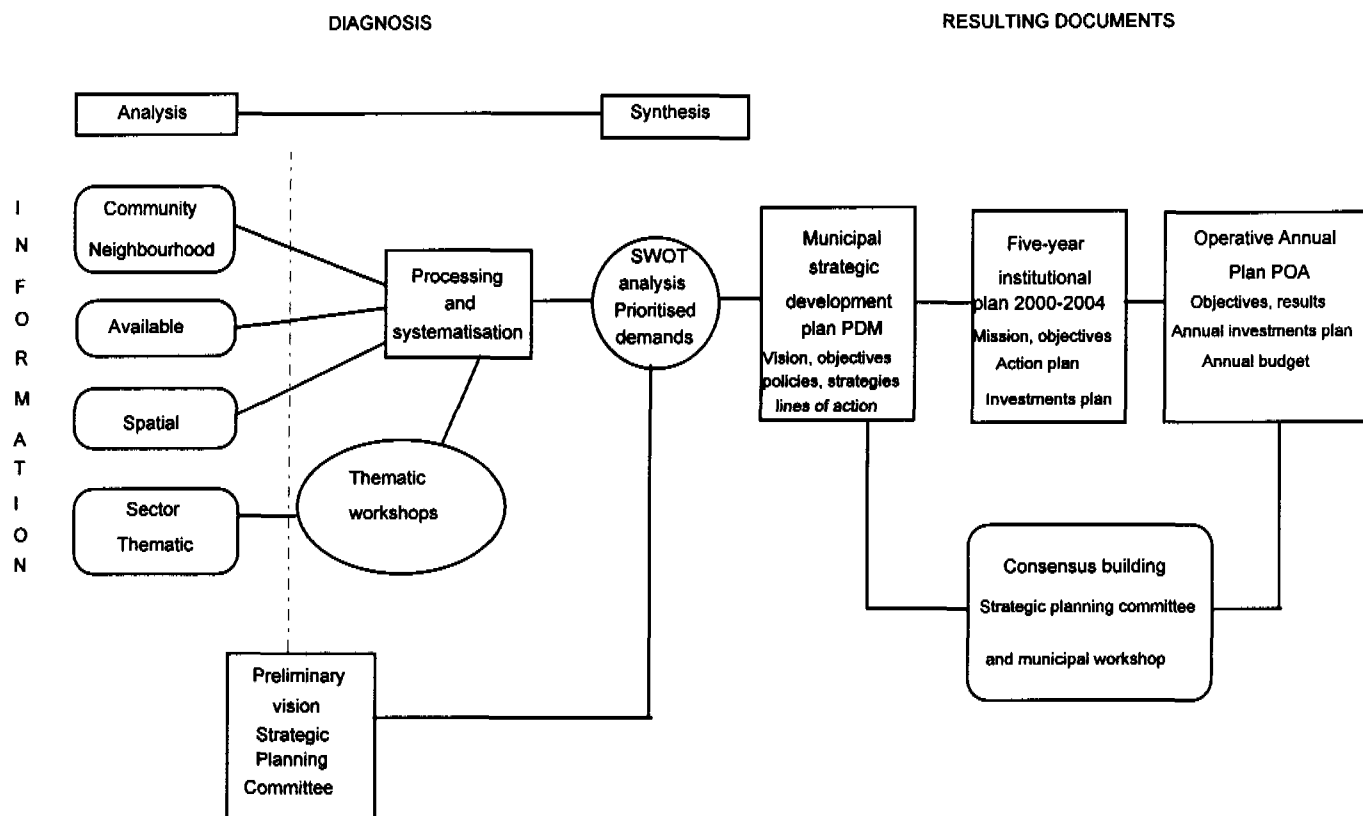 DIAGNOSIS
RESULTING DOCUMENTS
Analysis
Synthesis
INFORMATION
Community
Neighbourhood
Available
Spatial
Sector
Thematic
Processing
and
systematisation
Thematic
workshops
Preliminary
vision
Strategic
Planning
Committee
SWOT
analysis
Prioritised
demands
Municipal
strategic
development
plan PDM
Vision, objectives
policies, strategies
lines of action
Five-year
institutional
plan 2000-2004
Mission, objectives
Action plan
Investments plan
Operative Annual
Plan POA
Objectives, results
Annual investments plan
Annual budget
Consensus building
Strategic planning committee
and municipal workshop